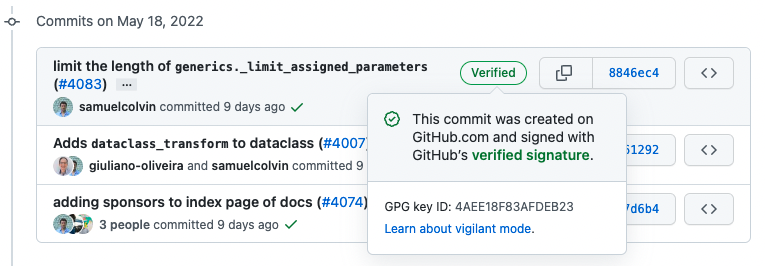 Commits on May 18, 2022
limit the length of generics._limit_assigned_parameters
(#4083) ...
Verified
8846ec4
samuelcolvin committed 9 days ago
This commit was created on
GitHub.com and signed with
GitHub's verified signature.
Adds dataclass_transform to dataclass (#4007)
61292
giuliano-oliveira and samuelcolvin committed 9
GPG key ID: 4AEE18F83AFDEB23
Learn about vigilant mode.
adding sponsors to index page of docs (#4074)
7d6b4
3 people committed 9 days ago